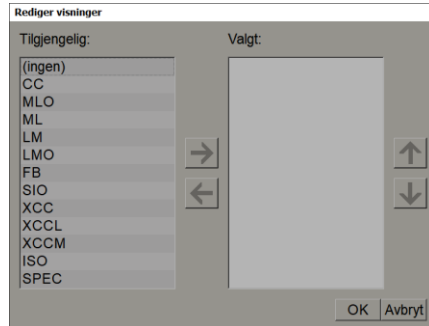 Rediger visninger
Tilgjengelig: Valgt:
(ingen)
CC
MLO
ML
LM
LMO
FB
SIO
XCC
XCCL
XCCM
ISO
SPEC
OK Avbryt